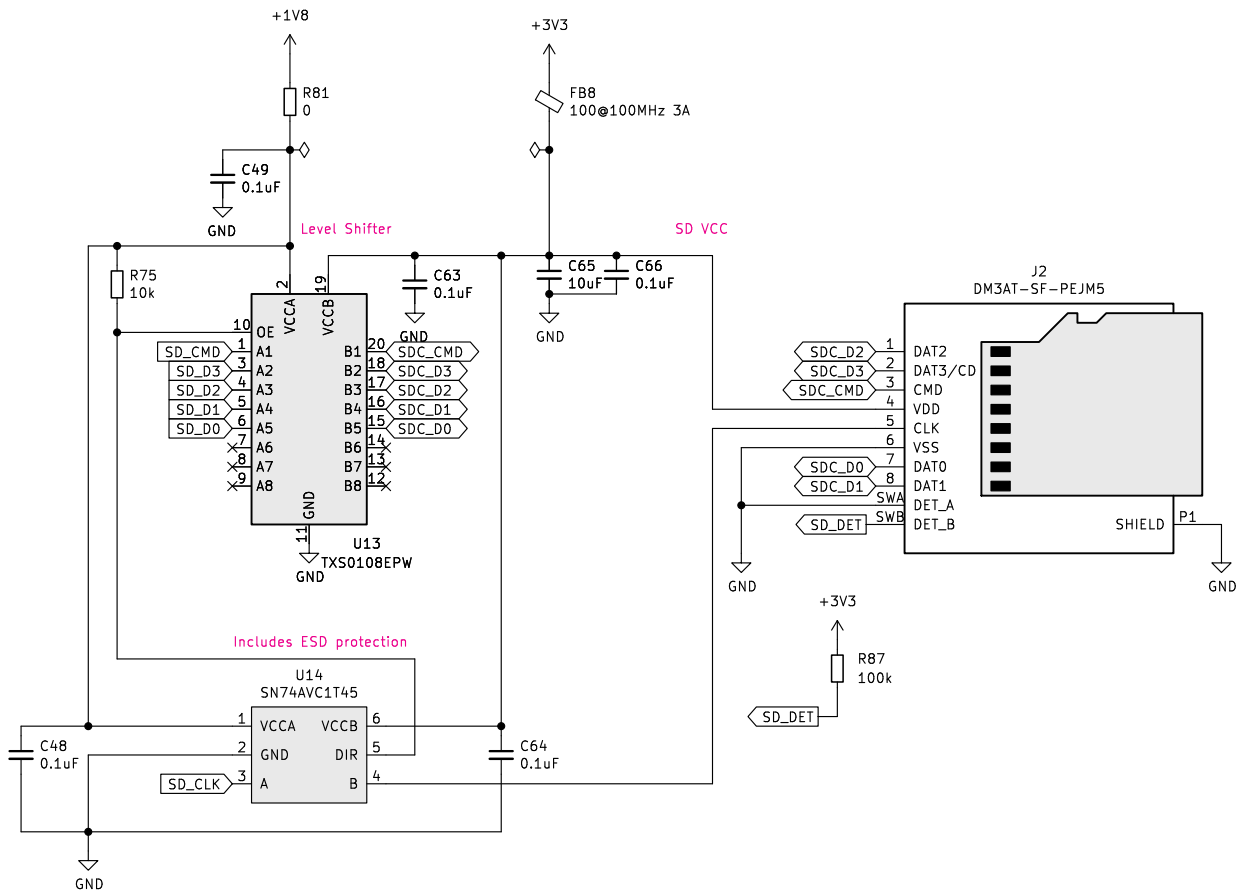 +1V8
+3V3
R81
0
FB8
100@100MHz 3A
C49
0.1uF
GND
Level Shifter
SD VCC
R75
10k
2
VCCA
19
VCCB
C63
0.1uF
GND
C65
10uF
C66
0.1uF
GND
10 OE
SD_CMD 1 A1 B1 20 SDC_CMD
SD_D3 3 A2 B2 18 SDC_D3
SD_D2 4 A3 B3 17 SDC_D2
SD_D1 5 A4 B4 16 SDC_D1
SD_D0 6 A5 B5 15 SDC_D0
7 A6 B6 14
8 A7 B7 13
9 A8 B8 12
GND
11
U13
TXS0108EPW
GND
J2
DM3AT-SF-PEJM5
SDC_D2 1 DAT2
SDC_D3 2 DAT3/CD
SDC_CMD 3 CMD
4 VDD
5 CLK
6 VSS
SDC_D0 7 DAT0
SDC_D1 8 DAT1
SWA DET_A
SD_DET SWB DET_B
SHIELD P1
GND
GND
+3V3
R87
100k
SD_DET
Includes ESD protection
U14
SN74AVC1T45
1 VCCA VCCB 6
2 GND DIR 5
SD_CLK 3 A B 4
C48
0.1uF
C64
0.1uF
GND